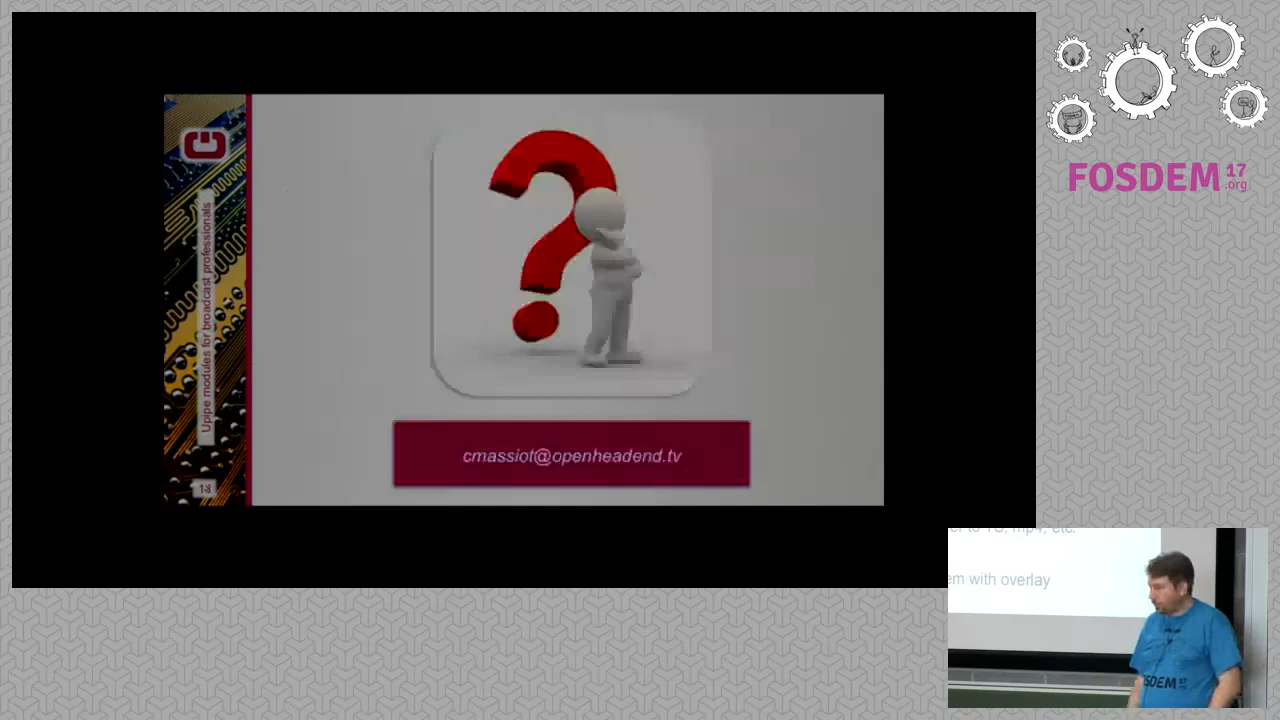 Upipe modules for broadcast professionals
cmassiot@openheadend.tv
FOSDEM 17
.org
em with overlay